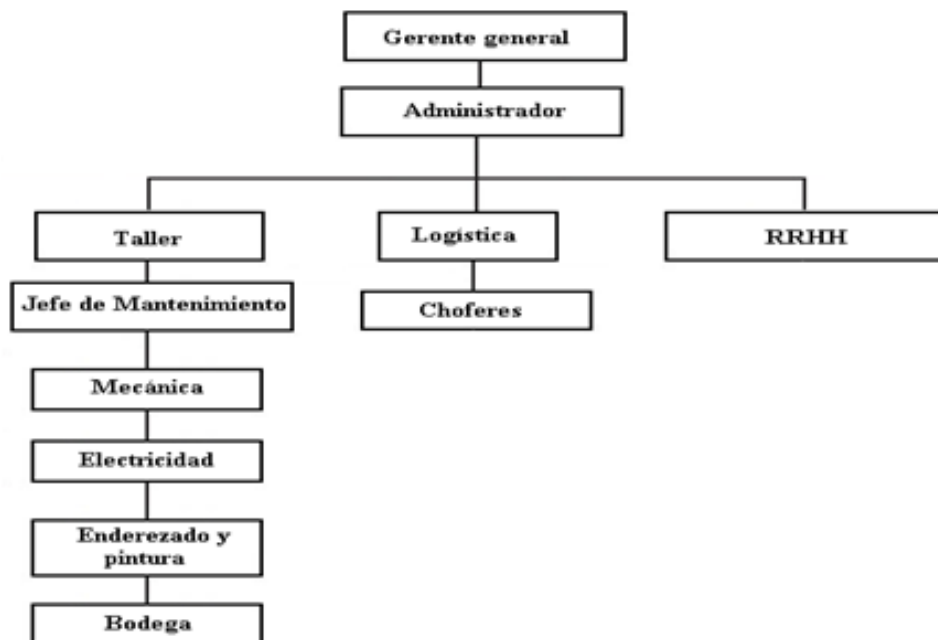 Gerente general
Administrador
Taller
Logística
RRHH
Jefe de Mantenimiento
Choferes
Mecánica
Electricidad
Enderezado y
pintura
Bodega